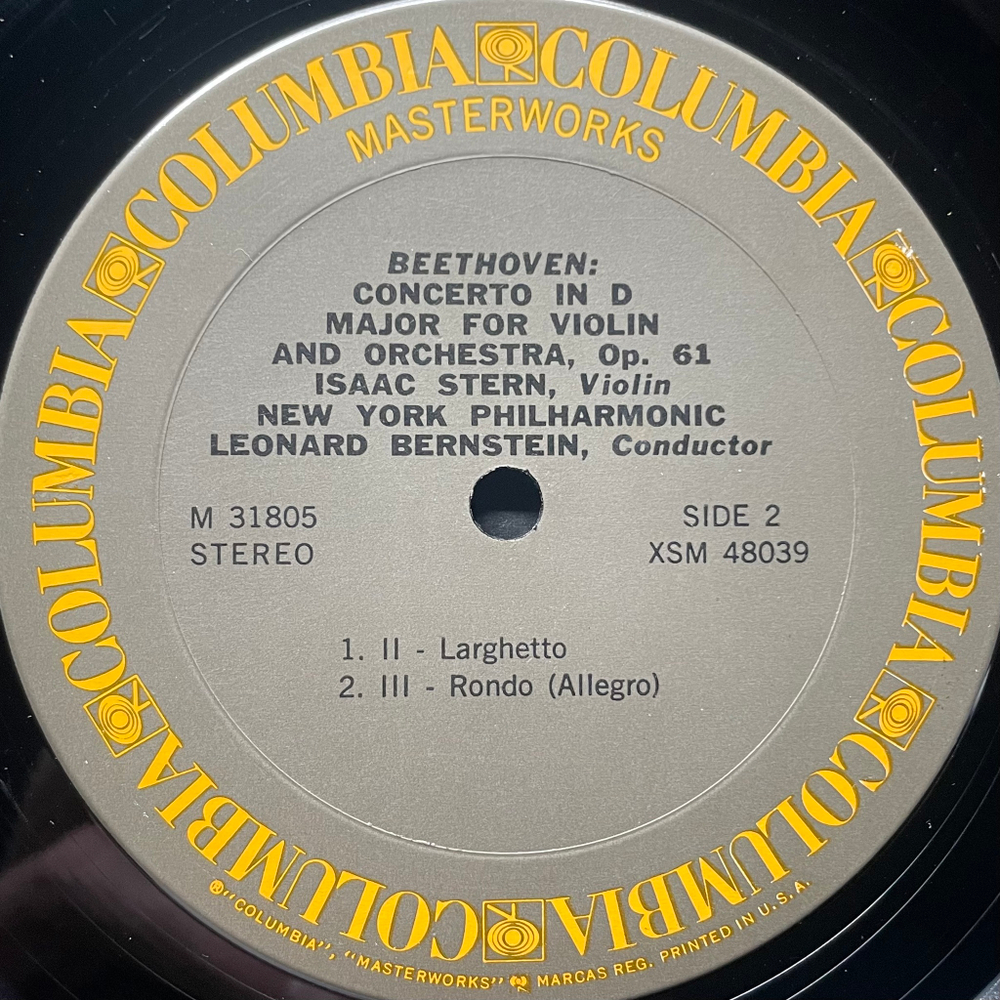 COLUMBIA COLUMBIA COLUMBIA COLUMBIA COLUMBIA COLUMBIA
MASTERWORKS
BEETHOVEN:
CONCERTO IN D
MAJOR FOR VIOLIN
AND ORCHESTRA, Op. 61
ISAAC STERN, Violin
NEW YORK PHILHARMONIC
LEONARD BERNSTEIN, Conductor
M 31805
STEREO
SIDE 2
XSM 48039
1. II - Larghetto
2. III - Rondo (Allegro)
® "COLUMBIA", "MASTERWORKS" MARCAS REG. PRINTED IN U.S.A.